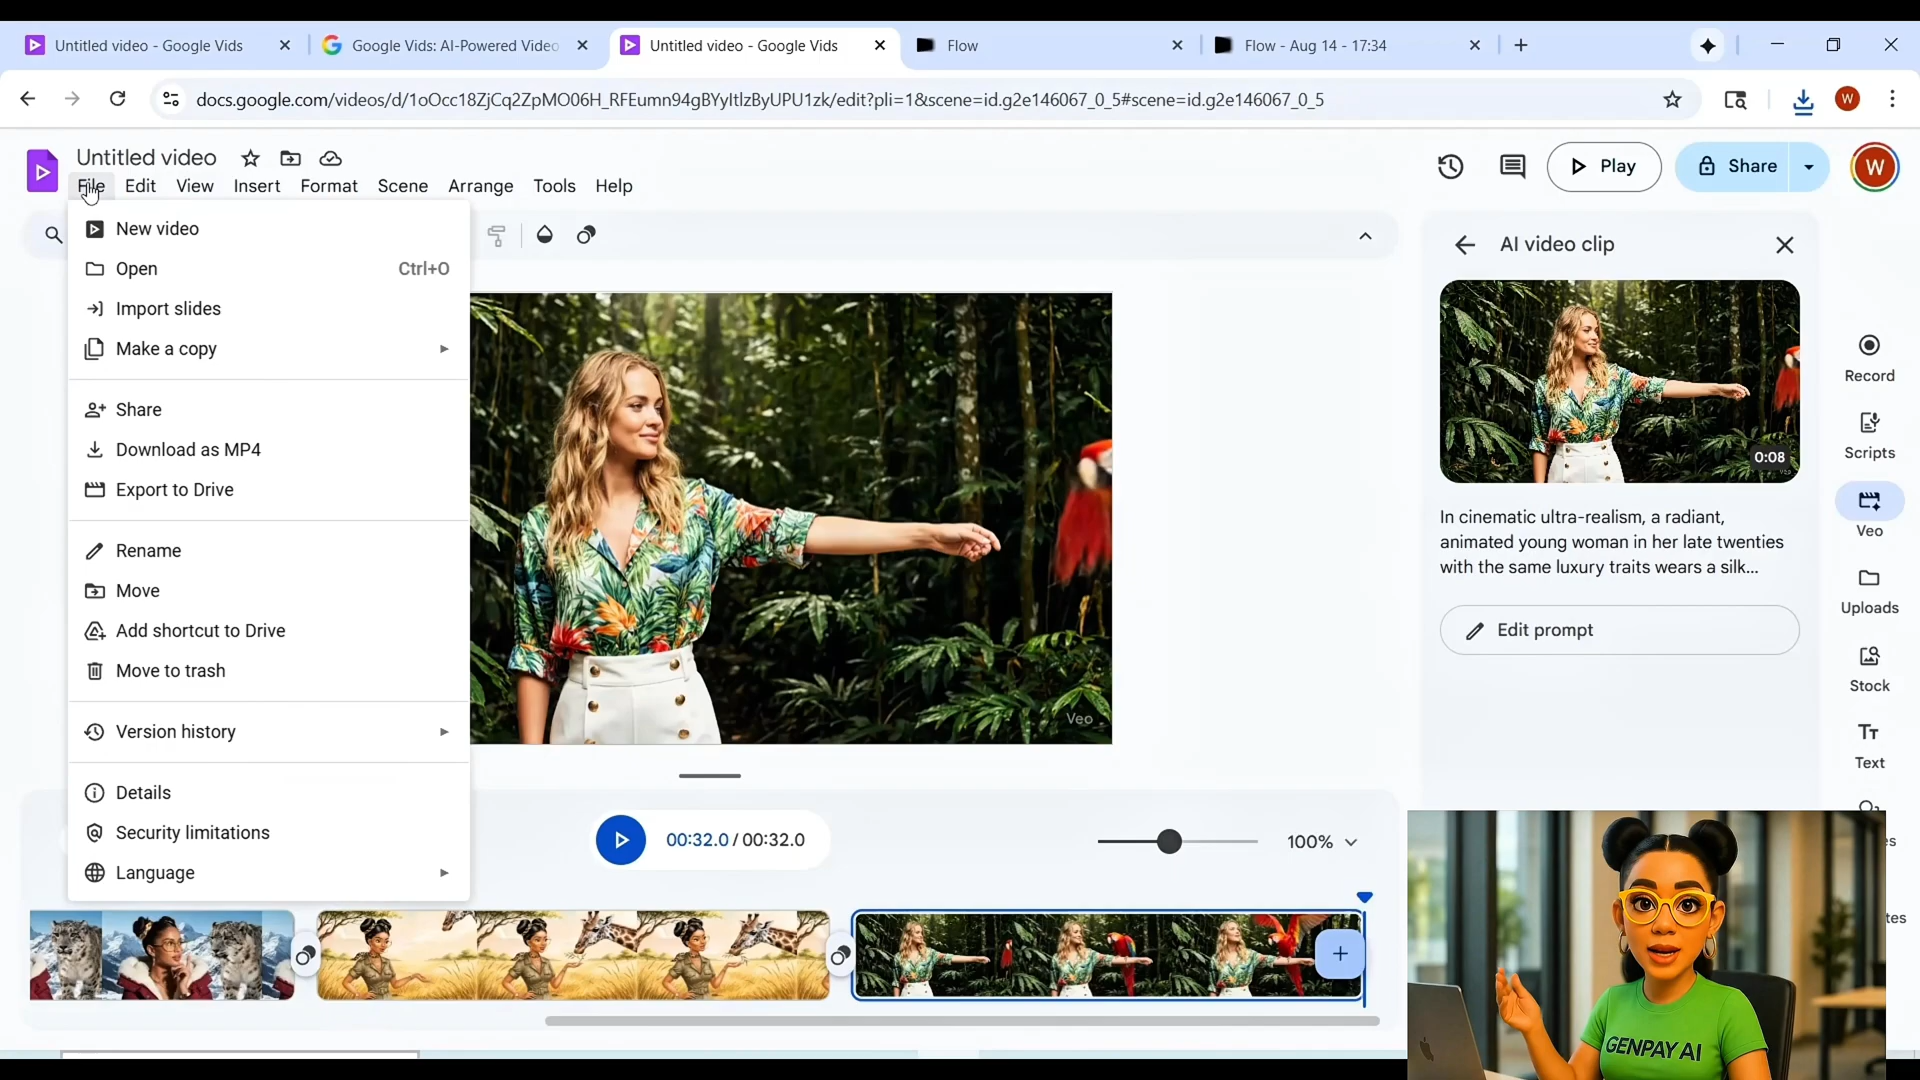 Untitled video - Google Vids
Google Vids: AI-Powered Video
Untitled video - Google Vids
Flow
Flow - Aug 14 - 17:34
docs.google.com/videos/d/1oOcc18ZjCq2ZpMO06H_RFEumn94gBYyItlzByUPU1zk/edit?pli=1&scene=id.g2e146067_0_5#scene=id.g2e146067_0_5
W
Untitled video
File Edit View Insert Format Scene Arrange Tools Help
Play
Share
W
New video
Open Ctrl+O
Import slides
Make a copy
Share
Download as MP4
Export to Drive
Rename
Move
Add shortcut to Drive
Move to trash
Version history
Details
Security limitations
Language
Veo
00:32.0 / 00:32.0
100%
AI video clip
0:08
In cinematic ultra-realism, a radiant,
animated young woman in her late twenties
with the same luxury traits wears a silk...
Edit prompt
Record
Scripts
Veo
Uploads
Stock
Tт
Text
GENPAY AI